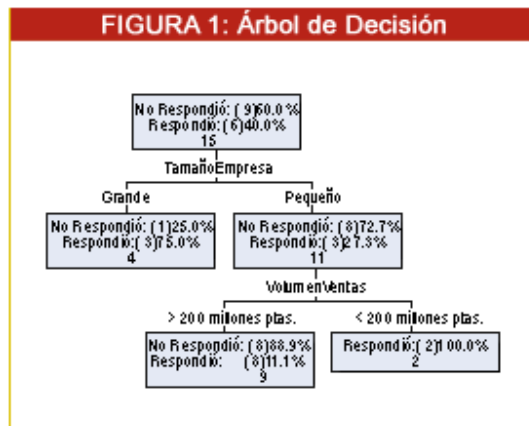 FIGURA 1: Árbol de Decisión
No Respondió: ( 9)60.0%
Respondió: ( 6)40.0%
15
TamañoEmpresa
Grande
Pequeño
No Respondió: ( 1)25.0%
Respondió:( 3)75.0%
4
No Respondió: ( 8)72.7%
Respondió:( 3)27.3%
11
VolumenVentas
> 200 millones ptas.
< 200 millones ptas.
No Respondió: ( 8)88.9%
Respondió: (8)11.1%
9
Respondió:( 2)100.0%
2